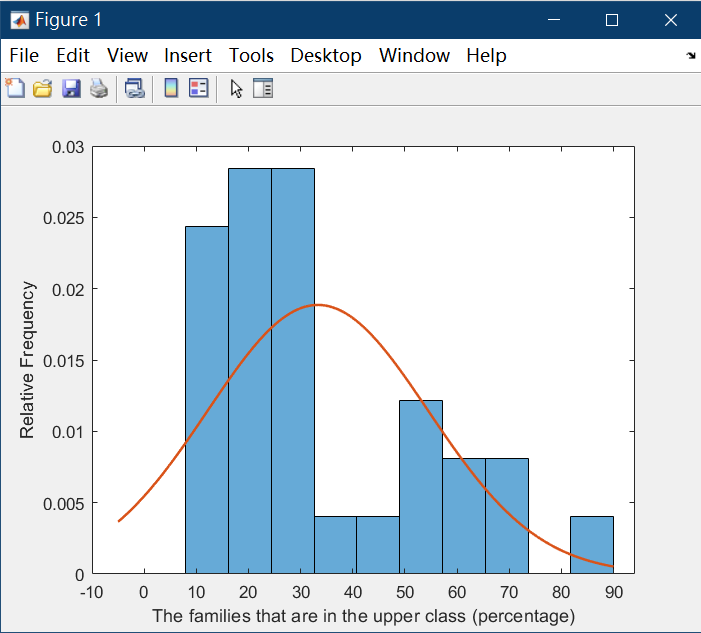 Figure 1
File Edit View Insert Tools Desktop Window Help
0.03
0.025
0.02
0.015
0.01
0.005
0
Relative Frequency
-10 0 10 20 30 40 50 60 70 80 90
The families that are in the upper class (percentage)